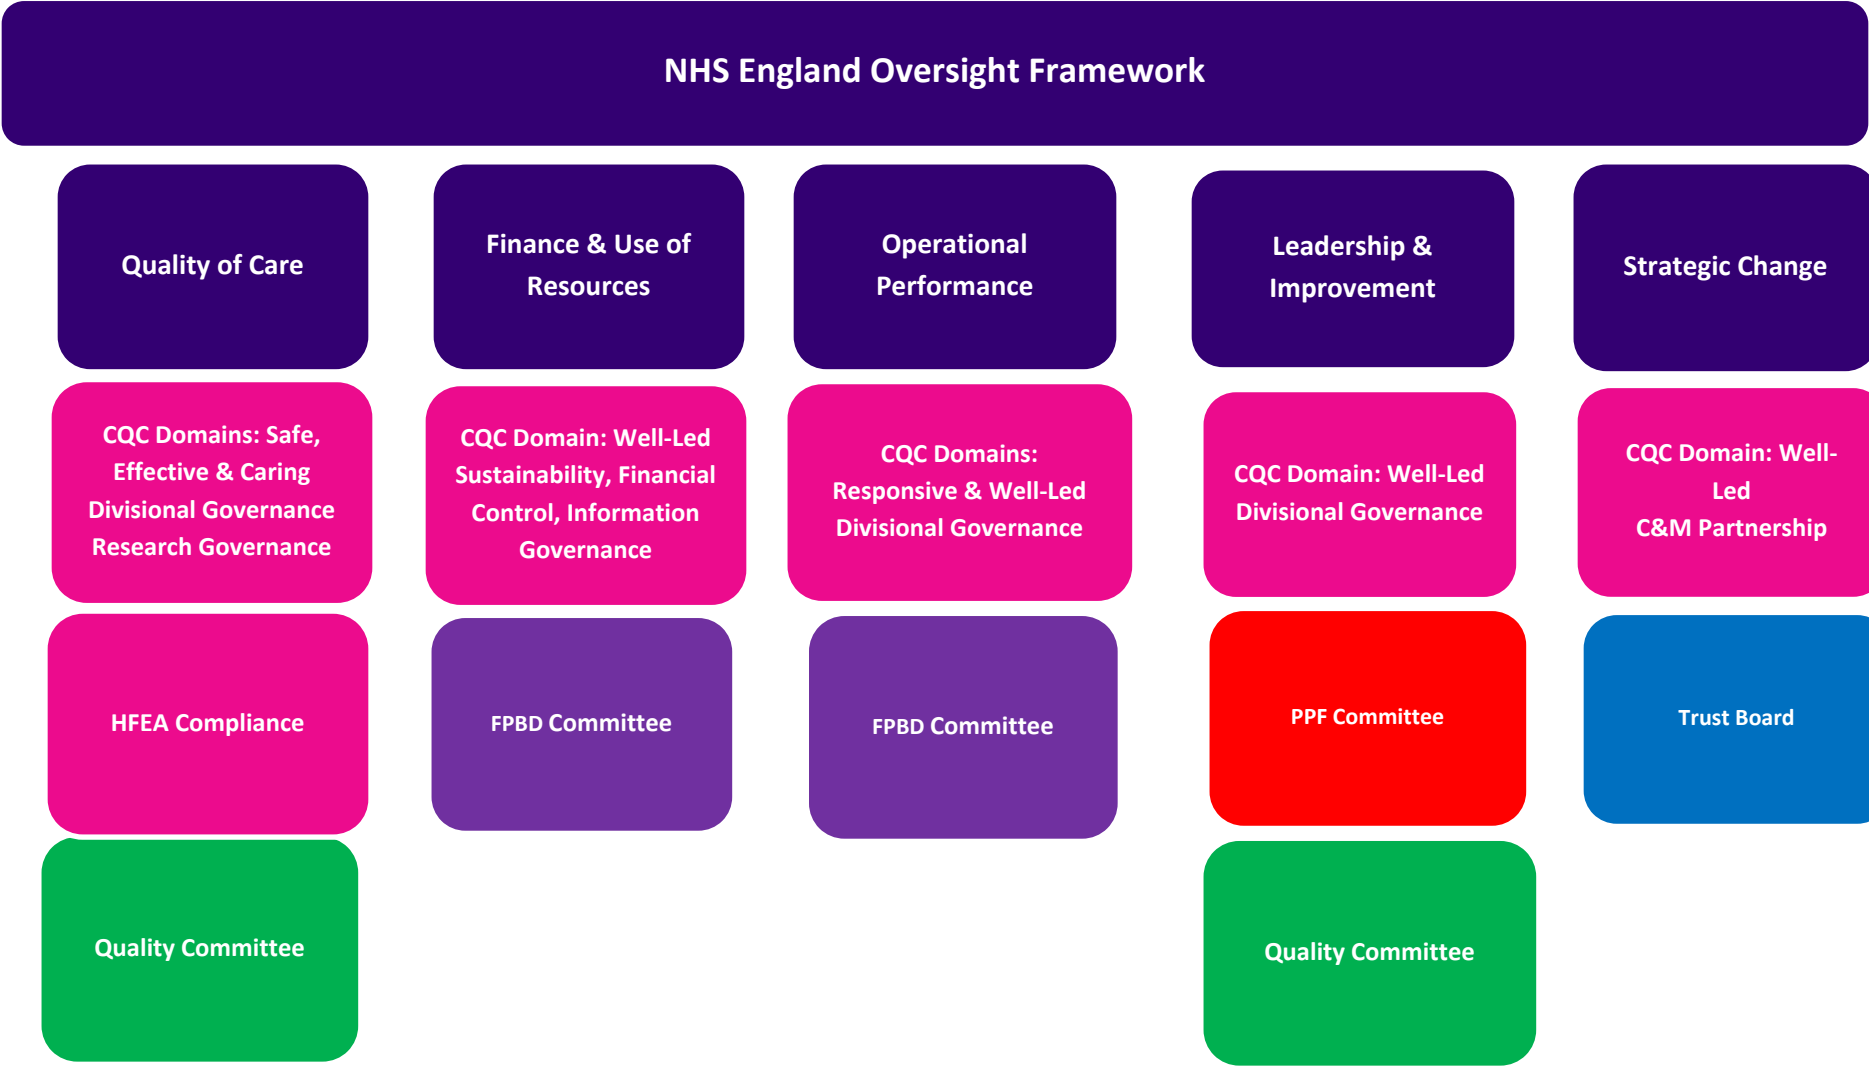 NHS England Oversight Framework
Quality of Care
Finance & Use of
Resources
Operational
Performance
Leadership &
Improvement
Strategic Change
CQC Domains: Safe,
Effective & Caring
Divisional Governance
Research Governance
CQC Domain: Well-Led
Sustainability, Financial
Control, Information
Governance
CQC Domains:
Responsive & Well-Led
Divisional Governance
CQC Domain: Well-Led
Divisional Governance
CQC Domain: Well-
Led
C&M Partnership
HFEA Compliance
FPBD Committee
FPBD Committee
PPF Committee
Trust Board
Quality Committee
Quality Committee